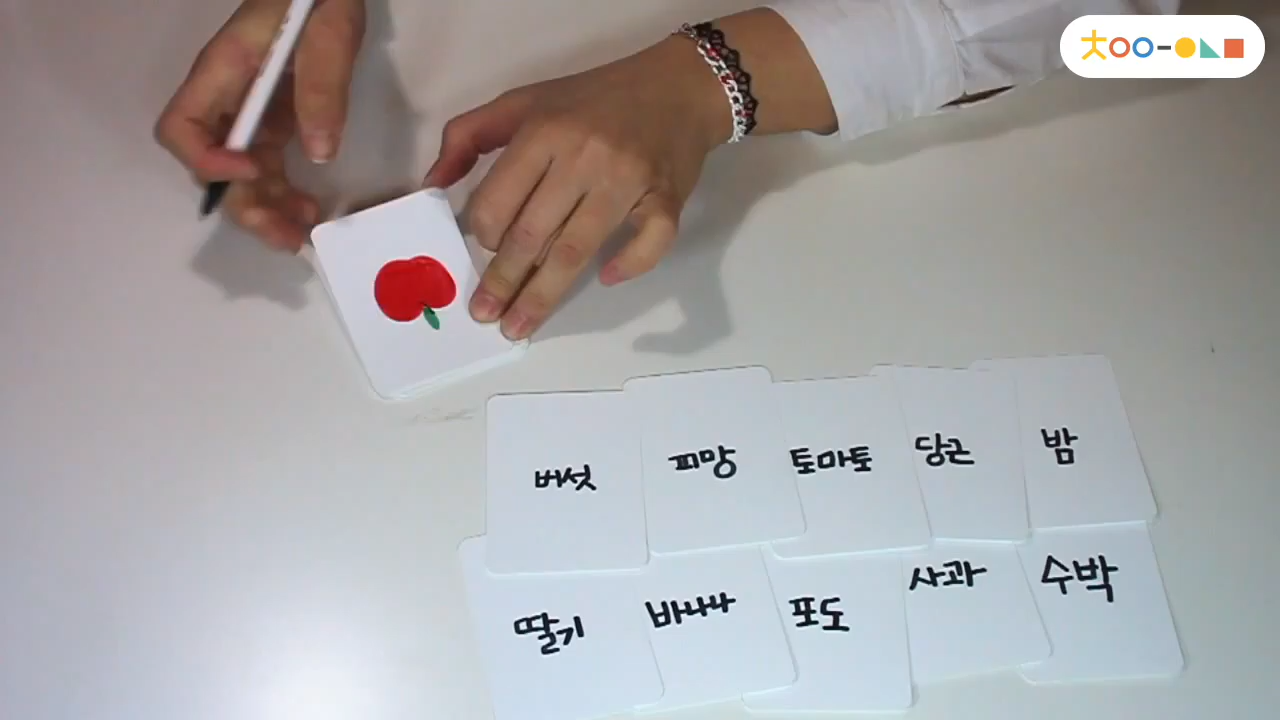 버섯 피망 토마토 당근 밤
딸기 바나나 포도 사과 수박